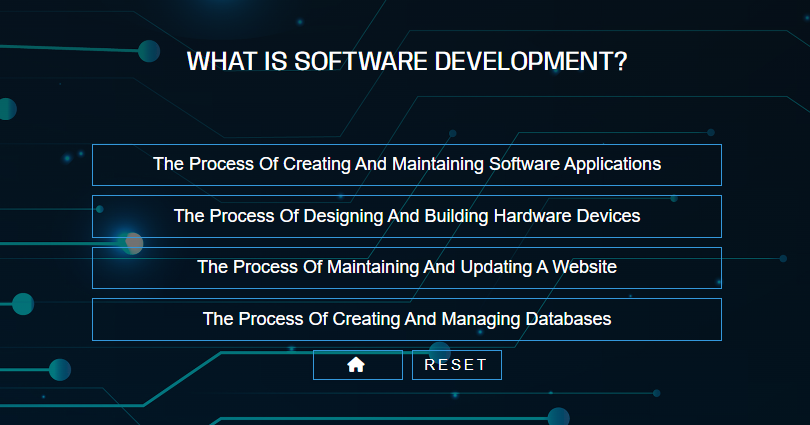 WHAT IS SOFTWARE DEVELOPMENT?
The Process Of Creating And Maintaining Software Applications
The Process Of Designing And Building Hardware Devices
The Process Of Maintaining And Updating A Website
The Process Of Creating And Managing Databases
RESET